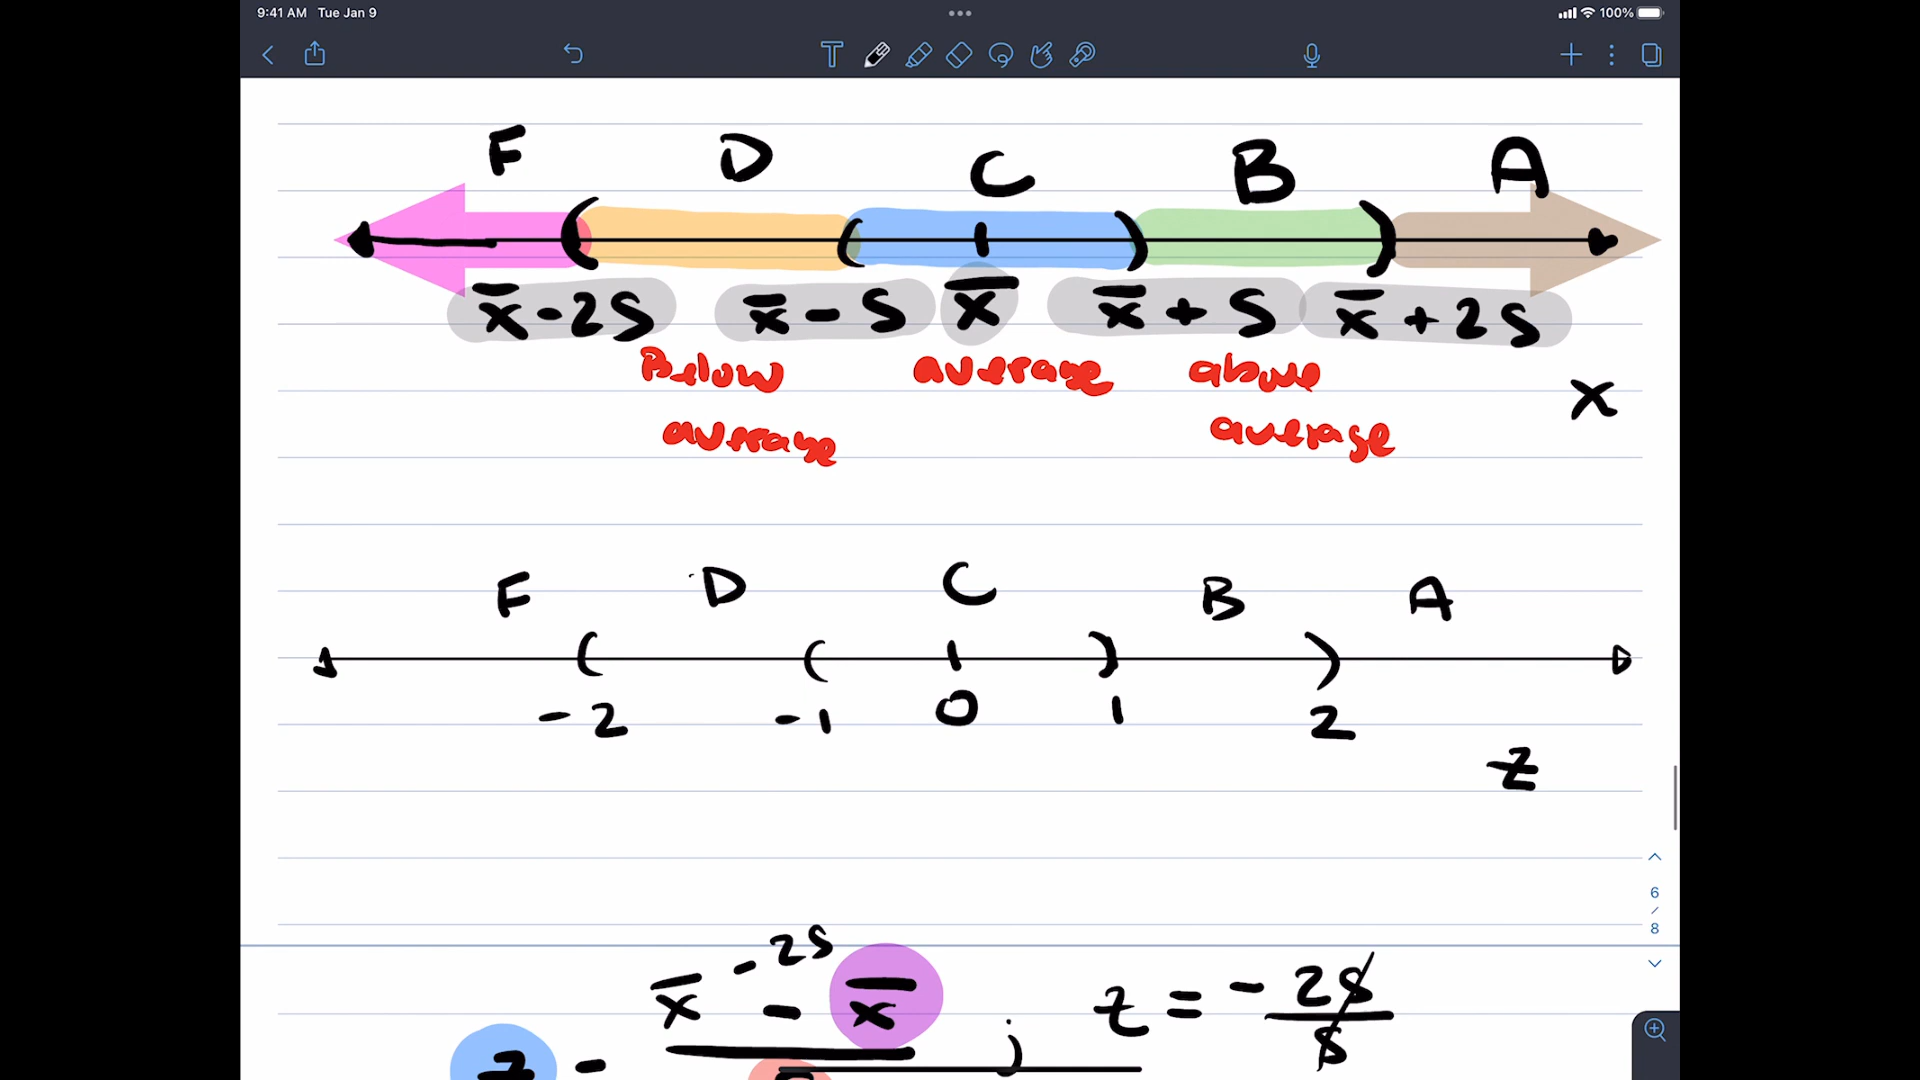 9:41 AM Tue Jan 9 100%
T
F D C B A
x̄ - 2S x̄ - S x̄ x̄ + S x̄ + 2S
Below average above
average average
x
F D C B A
-2 -1 0 1 2
z
6
/
8
x̄ - 2S - x̄ ; z = - 2S
S
z =